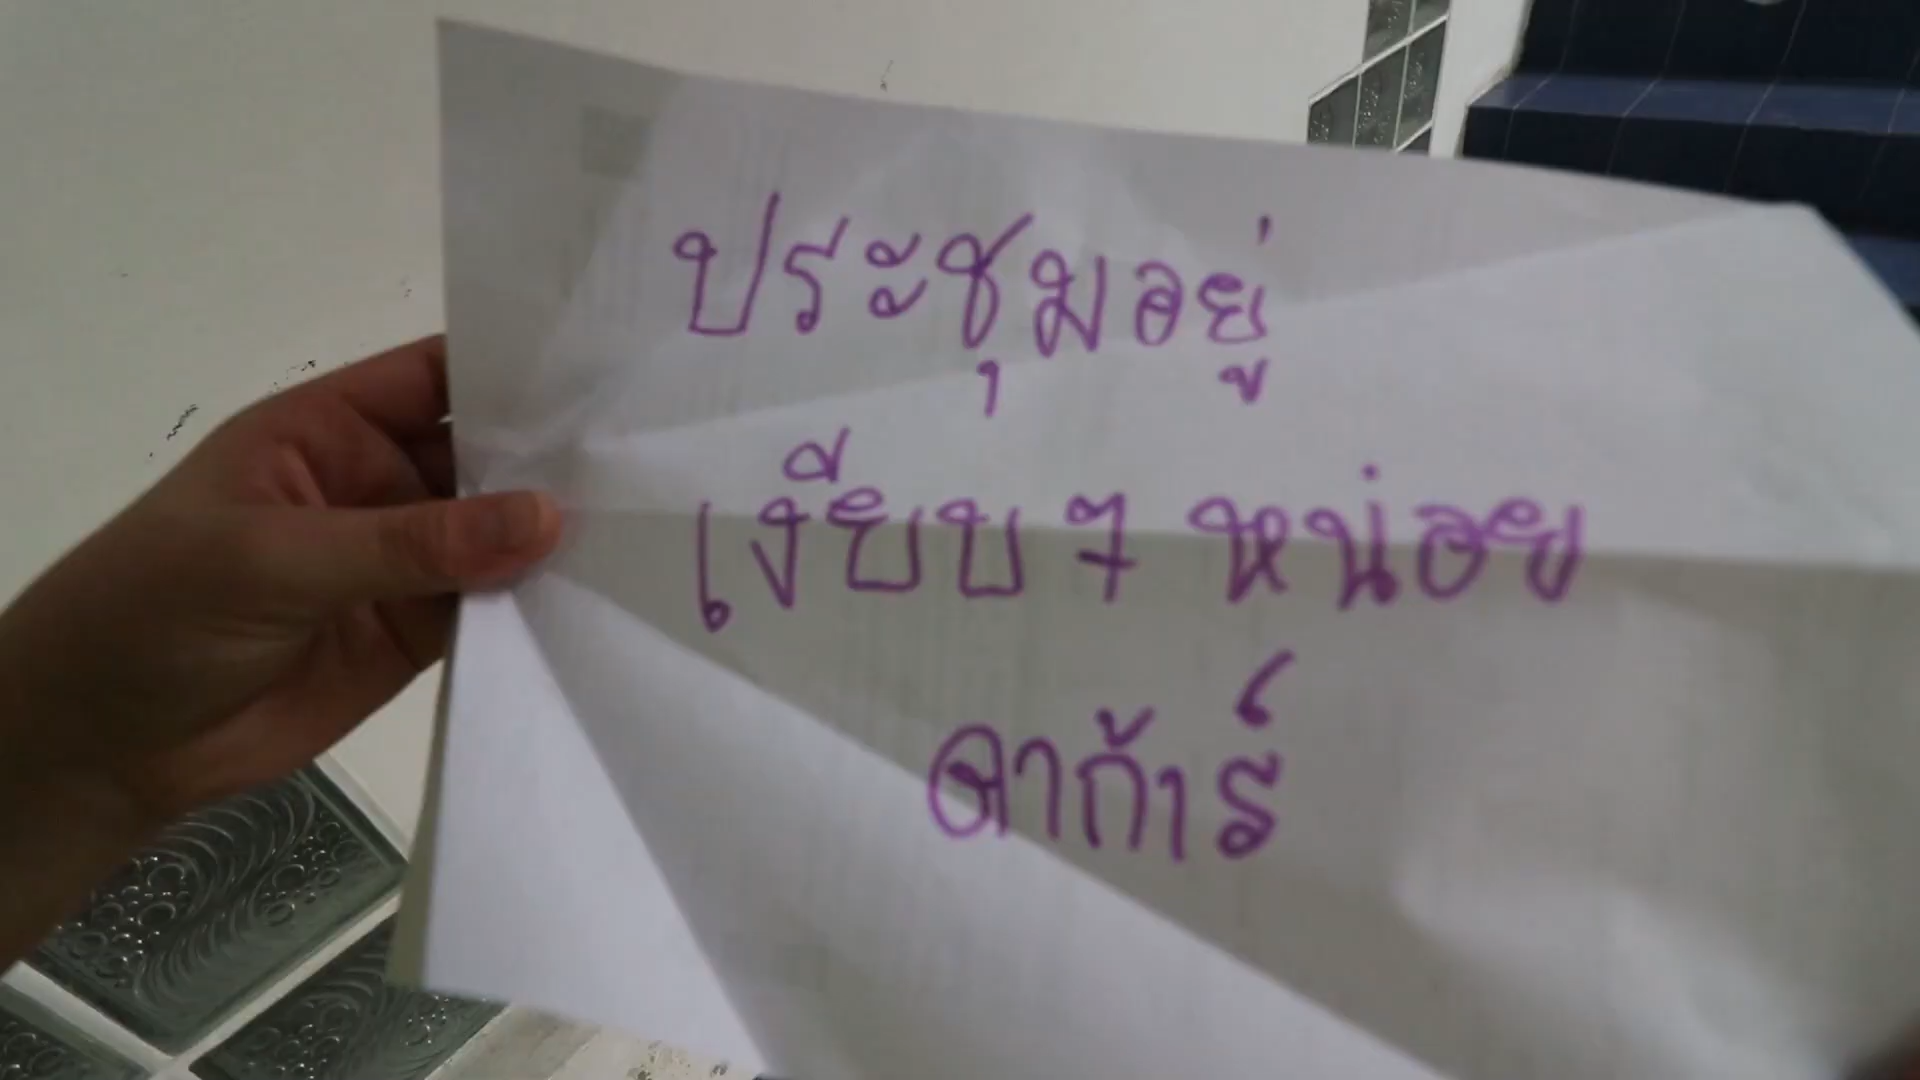 ประชุมอยู่
เงียบๆ หน่อย
คาก้าร์